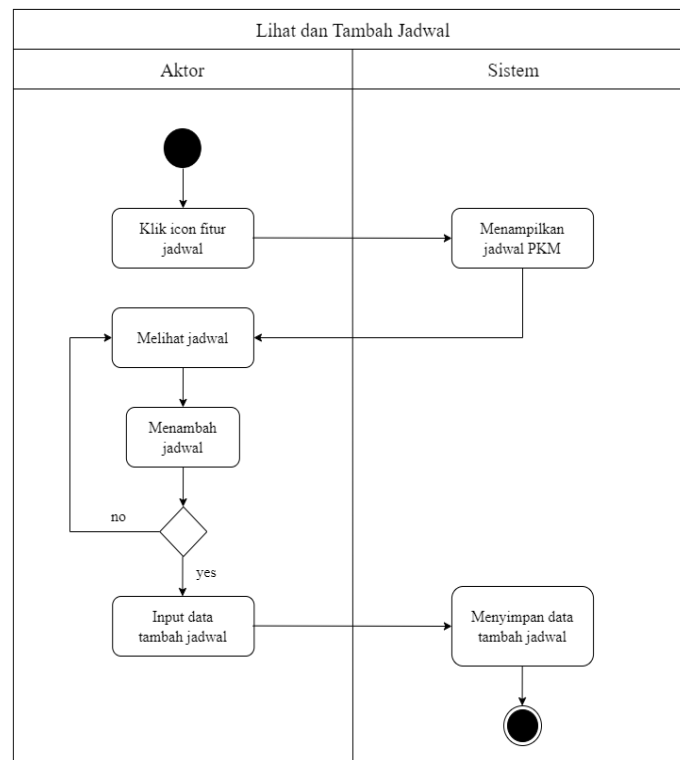 Lihat dan Tambah Jadwal
Aktor
Sistem
Klik icon fitur
jadwal
Menampilkan
jadwal PKM
Melihat jadwal
Menambah
jadwal
no
yes
Input data
tambah jadwal
Menyimpan data
tambah jadwal